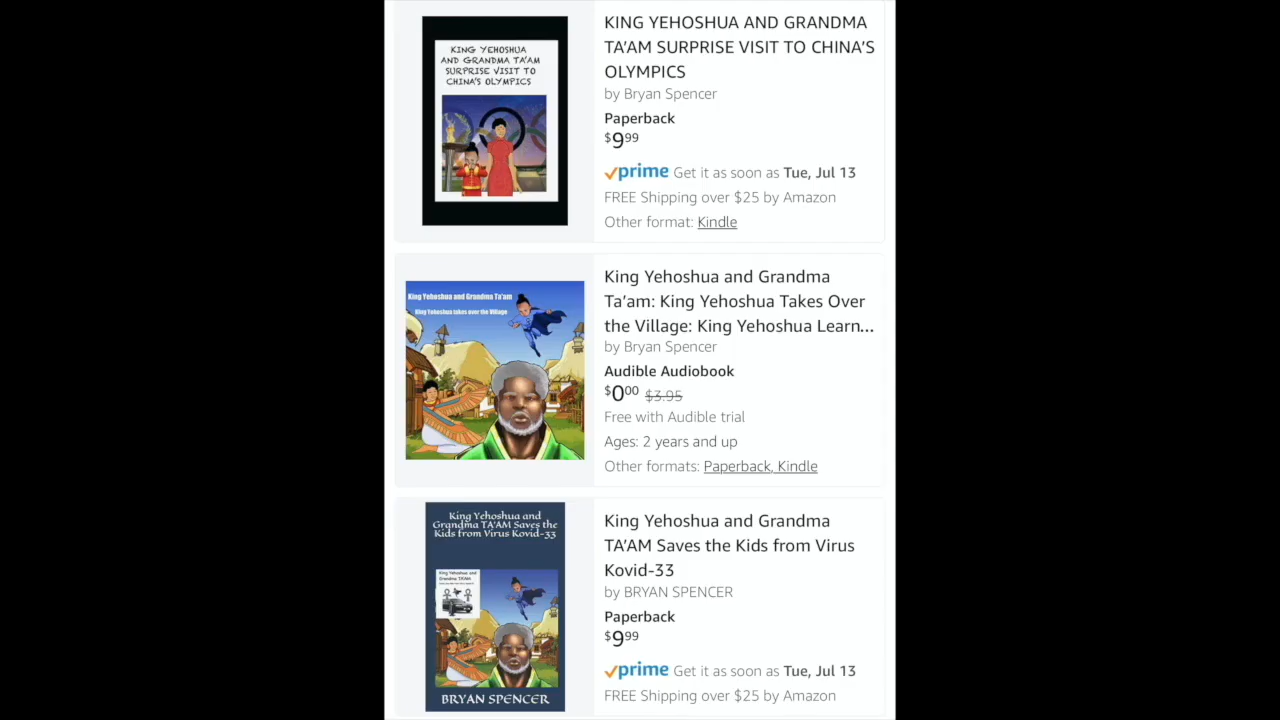 KING YEHOSHUA
AND GRANDMA TA'AM
SURPRISE VISIT TO
CHINA'S OLYMPICS
KING YEHOSHUA AND GRANDMA
TA'AM SURPRISE VISIT TO CHINA'S
OLYMPICS
by Bryan Spencer
Paperback
$9.99
prime Get it as soon as Tue, Jul 13
FREE Shipping over $25 by Amazon
Other format: Kindle
King Yehoshua and Grandma Ta'am
King Yehoshua takes over the Village
King Yehoshua and Grandma
Ta'am: King Yehoshua Takes Over
the Village: King Yehoshua Learn...
by Bryan Spencer
Audible Audiobook
$0.00 $3.95
Free with Audible trial
Ages: 2 years and up
Other formats: Paperback, Kindle
King Yehoshua and
Grandma TA'AM Saves the
Kids from Virus Kovid-33
King Yehoshua and
Grandma TA'AM
BRYAN SPENCER
King Yehoshua and Grandma
TA'AM Saves the Kids from Virus
Kovid-33
by BRYAN SPENCER
Paperback
$9.99
prime Get it as soon as Tue, Jul 13
FREE Shipping over $25 by Amazon